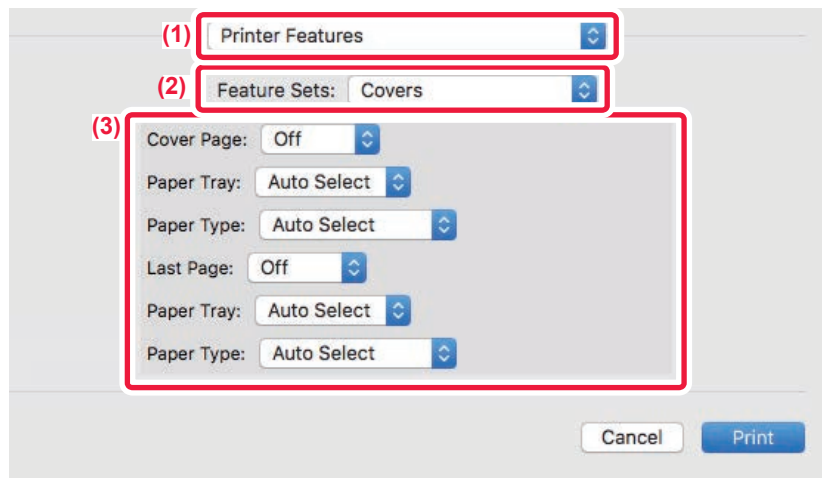 (1) Printer Features
(2) Feature Sets: Covers
(3)
Cover Page: Off
Paper Tray: Auto Select
Paper Type: Auto Select
Last Page: Off
Paper Tray: Auto Select
Paper Type: Auto Select
Cancel Print